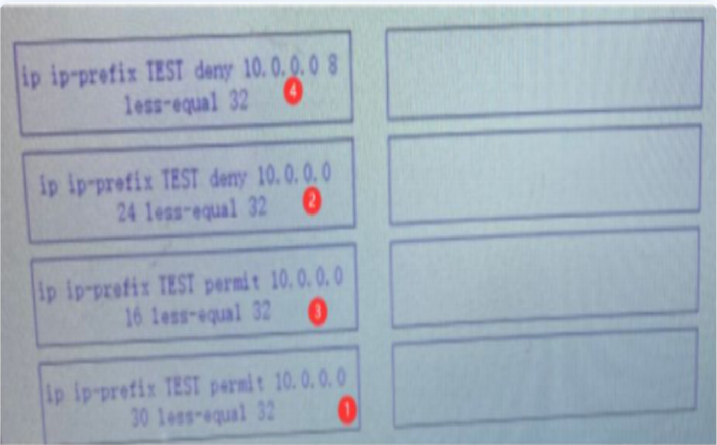 ip ip-prefix TEST deny 10.0.0.0 8
less-equal 32
4
ip ip-prefix TEST deny 10.0.0.0
24 less-equal 32
2
ip ip-prefix TEST permit 10.0.0.0
16 less-equal 32
3
ip ip-prefix TEST permit 10.0.0.0
30 less-equal 32
1